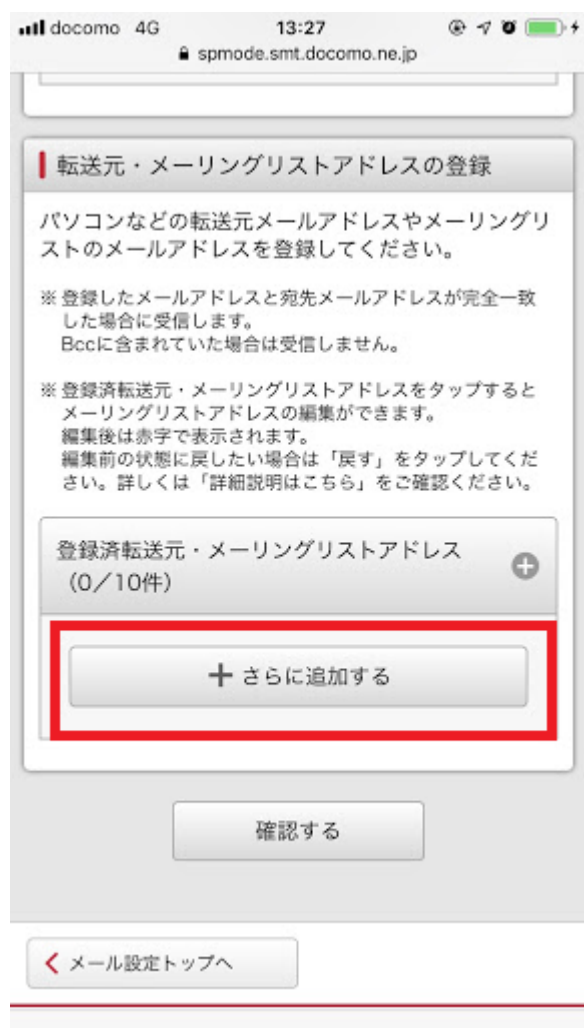 docomo 4G 13:27
spmode.smt.docomo.ne.jp
転送元・メーリングリストアドレスの登録
パソコンなどの転送元メールアドレスやメーリングリ
ストのメールアドレスを登録してください。
※ 登録したメールアドレスと宛先メールアドレスが完全一致
した場合に受信します。
Bccに含まれていた場合は受信しません。
※ 登録済転送元・メーリングリストアドレスをタップすると
メーリングリストアドレスの編集ができます。
編集後は赤字で表示されます。
編集前の状態に戻したい場合は「戻す」をタップしてくだ
さい。詳しくは「詳細説明はこちら」をご確認ください。
登録済転送元・メーリングリストアドレス
（0／10件）
＋ さらに追加する
確認する
メール設定トップへ